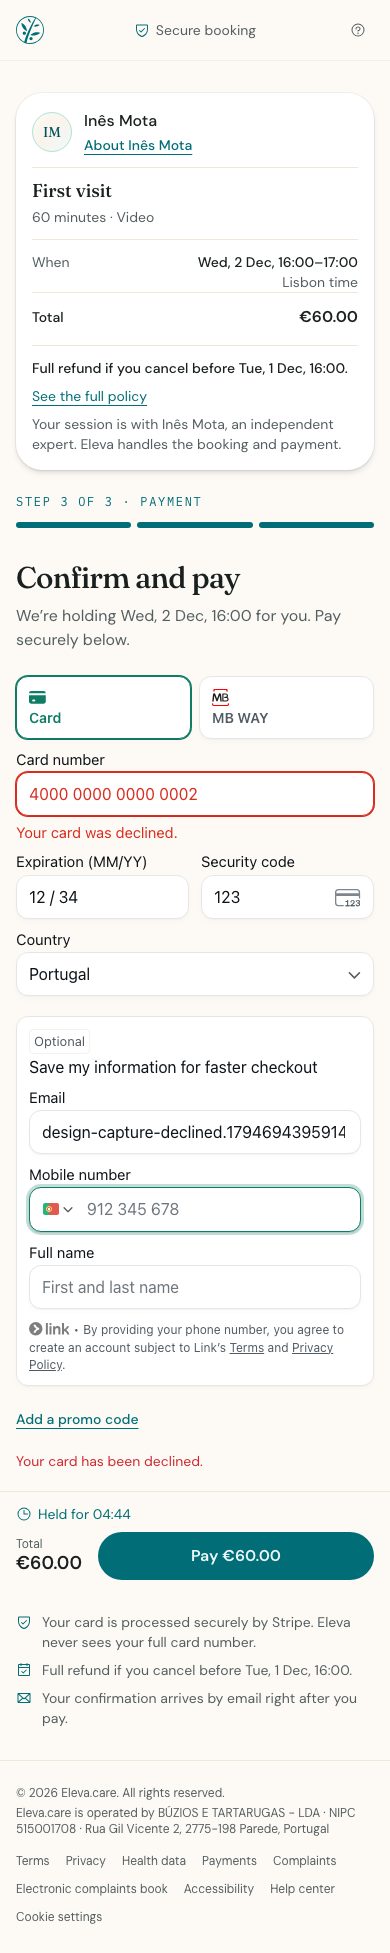 Secure booking
IM
Inês Mota
About Inês Mota
First visit
60 minutes · Video
When
Wed, 2 Dec, 16:00–17:00
Lisbon time
Total
€60.00
Full refund if you cancel before Tue, 1 Dec, 16:00.
See the full policy
Your session is with Inês Mota, an independent
expert. Eleva handles the booking and payment.
STEP 3 OF 3 · PAYMENT
Confirm and pay
We’re holding Wed, 2 Dec, 16:00 for you. Pay
securely below.
Card
MB
MB WAY
Card number
4000 0000 0000 0002
Your card was declined.
Expiration (MM/YY)
Security code
12 / 34
123
123
Country
Portugal
Optional
Save my information for faster checkout
Email
design-capture-declined.1794694395914
Mobile number
912 345 678
Full name
First and last name
link • By providing your phone number, you agree to
create an account subject to Link’s Terms and Privacy
Policy.
Add a promo code
Your card has been declined.
Held for 04:44
Total
€60.00
Pay €60.00
Your card is processed securely by Stripe. Eleva
never sees your full card number.
Full refund if you cancel before Tue, 1 Dec, 16:00.
Your confirmation arrives by email right after you
pay.
© 2026 Eleva.care. All rights reserved.
Eleva.care is operated by BÚZIOS E TARTARUGAS - LDA · NIPC
515001708 · Rua Gil Vicente 2, 2775-198 Parede, Portugal
Terms
Privacy
Health data
Payments
Complaints
Electronic complaints book
Accessibility
Help center
Cookie settings